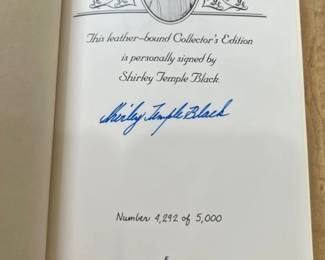 This leather-bound Collector's Edition
is personally signed by
Shirley Temple Black
Shirley Temple Black
Number 4,292 of 5,000